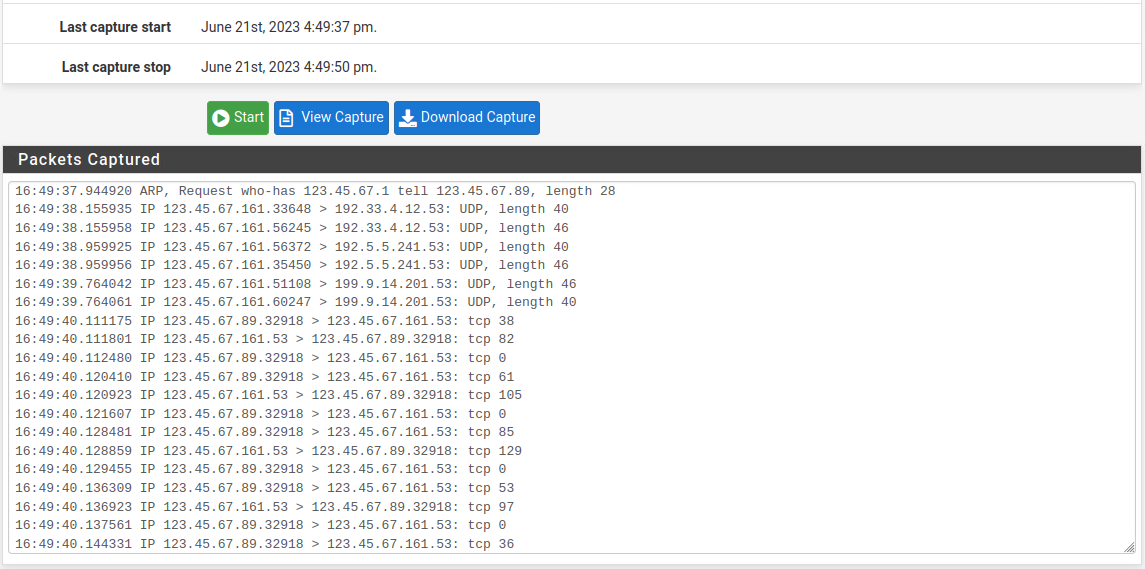 Last capture start June 21st, 2023 4:49:37 pm.
Last capture stop June 21st, 2023 4:49:50 pm.
Start View Capture Download Capture
Packets Captured
16:49:37.944920 ARP, Request who-has 123.45.67.1 tell 123.45.67.89, length 28
16:49:38.155935 IP 123.45.67.161.33648 > 192.33.4.12.53: UDP, length 40
16:49:38.155958 IP 123.45.67.161.56245 > 192.33.4.12.53: UDP, length 46
16:49:38.959925 IP 123.45.67.161.56372 > 192.5.5.241.53: UDP, length 40
16:49:38.959956 IP 123.45.67.161.35450 > 192.5.5.241.53: UDP, length 46
16:49:39.764042 IP 123.45.67.161.51108 > 199.9.14.201.53: UDP, length 46
16:49:39.764061 IP 123.45.67.161.60247 > 199.9.14.201.53: UDP, length 40
16:49:40.111175 IP 123.45.67.89.32918 > 123.45.67.161.53: tcp 38
16:49:40.111801 IP 123.45.67.161.53 > 123.45.67.89.32918: tcp 82
16:49:40.112480 IP 123.45.67.89.32918 > 123.45.67.161.53: tcp 0
16:49:40.120410 IP 123.45.67.89.32918 > 123.45.67.161.53: tcp 61
16:49:40.120923 IP 123.45.67.161.53 > 123.45.67.89.32918: tcp 105
16:49:40.121607 IP 123.45.67.89.32918 > 123.45.67.161.53: tcp 0
16:49:40.128481 IP 123.45.67.89.32918 > 123.45.67.161.53: tcp 85
16:49:40.128859 IP 123.45.67.161.53 > 123.45.67.89.32918: tcp 129
16:49:40.129455 IP 123.45.67.89.32918 > 123.45.67.161.53: tcp 0
16:49:40.136309 IP 123.45.67.89.32918 > 123.45.67.161.53: tcp 53
16:49:40.136923 IP 123.45.67.161.53 > 123.45.67.89.32918: tcp 97
16:49:40.137561 IP 123.45.67.89.32918 > 123.45.67.161.53: tcp 0
16:49:40.144331 IP 123.45.67.89.32918 > 123.45.67.161.53: tcp 36